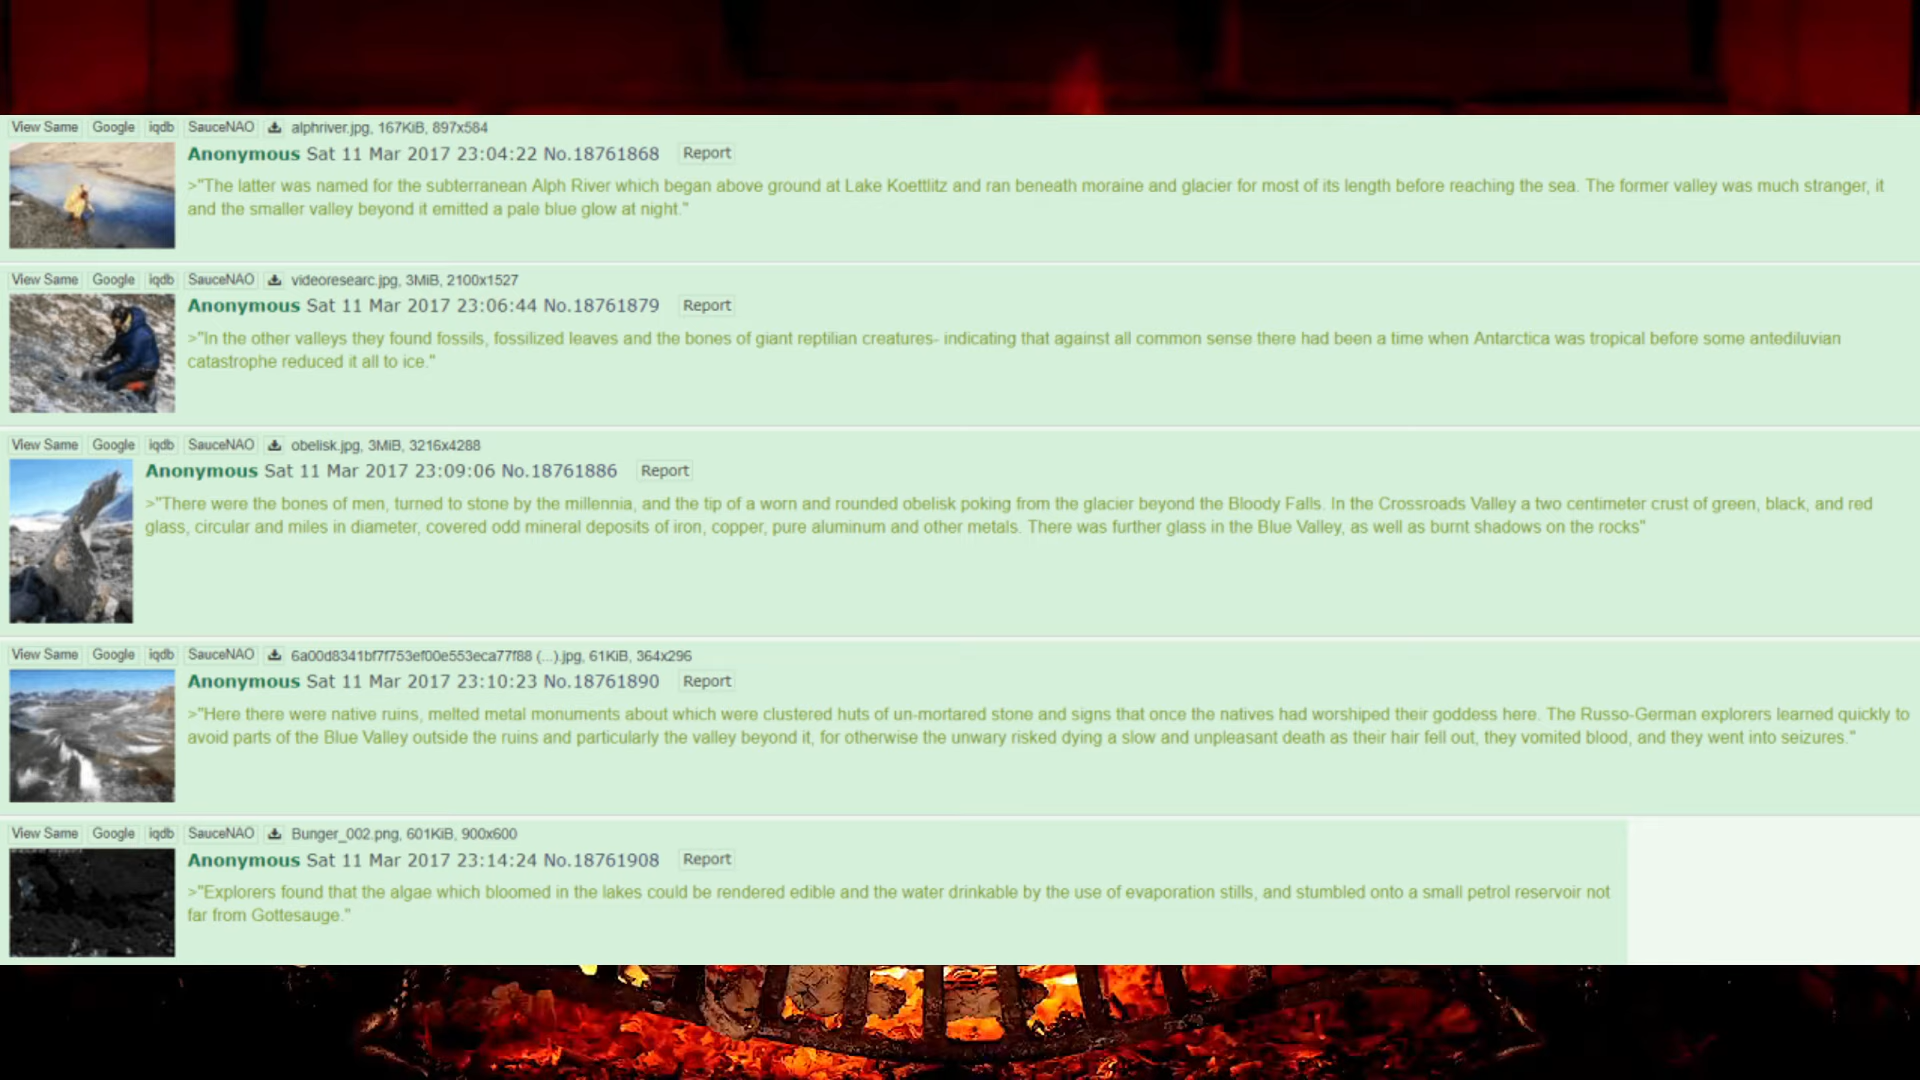 View Same Google iqdb SauceNAO alphriver.jpg, 167KiB, 897x584
Anonymous Sat 11 Mar 2017 23:04:22 No.18761868 Report
>"The latter was named for the subterranean Alph River which began above ground at Lake Koettlitz and ran beneath moraine and glacier for most of its length before reaching the sea. The former valley was much stranger, it
and the smaller valley beyond it emitted a pale blue glow at night."
View Same Google iqdb SauceNAO videoresearc.jpg, 3MiB, 2100x1527
Anonymous Sat 11 Mar 2017 23:06:44 No.18761879 Report
>"In the other valleys they found fossils, fossilized leaves and the bones of giant reptilian creatures- indicating that against all common sense there had been a time when Antarctica was tropical before some antediluvian
catastrophe reduced it all to ice."
View Same Google iqdb SauceNAO obelisk.jpg, 3MiB, 3216x4288
Anonymous Sat 11 Mar 2017 23:09:06 No.18761886 Report
>"There were the bones of men, turned to stone by the millennia, and the tip of a worn and rounded obelisk poking from the glacier beyond the Bloody Falls. In the Crossroads Valley a two centimeter crust of green, black, and red
glass, circular and miles in diameter, covered odd mineral deposits of iron, copper, pure aluminum and other metals. There was further glass in the Blue Valley, as well as burnt shadows on the rocks"
View Same Google iqdb SauceNAO 6a00d8341bf7f753ef00e553eca77f88 (...).jpg, 61KiB, 364x296
Anonymous Sat 11 Mar 2017 23:10:23 No.18761890 Report
>"Here there were native ruins, melted metal monuments about which were clustered huts of un-mortared stone and signs that once the natives had worshiped their goddess here. The Russo-German explorers learned quickly to
avoid parts of the Blue Valley outside the ruins and particularly the valley beyond it, for otherwise the unwary risked dying a slow and unpleasant death as their hair fell out, they vomited blood, and they went into seizures."
View Same Google iqdb SauceNAO Bunger_002.png, 601KiB, 900x600
Anonymous Sat 11 Mar 2017 23:14:24 No.18761908 Report
>"Explorers found that the algae which bloomed in the lakes could be rendered edible and the water drinkable by the use of evaporation stills, and stumbled onto a small petrol reservoir not
far from Gottesauge."